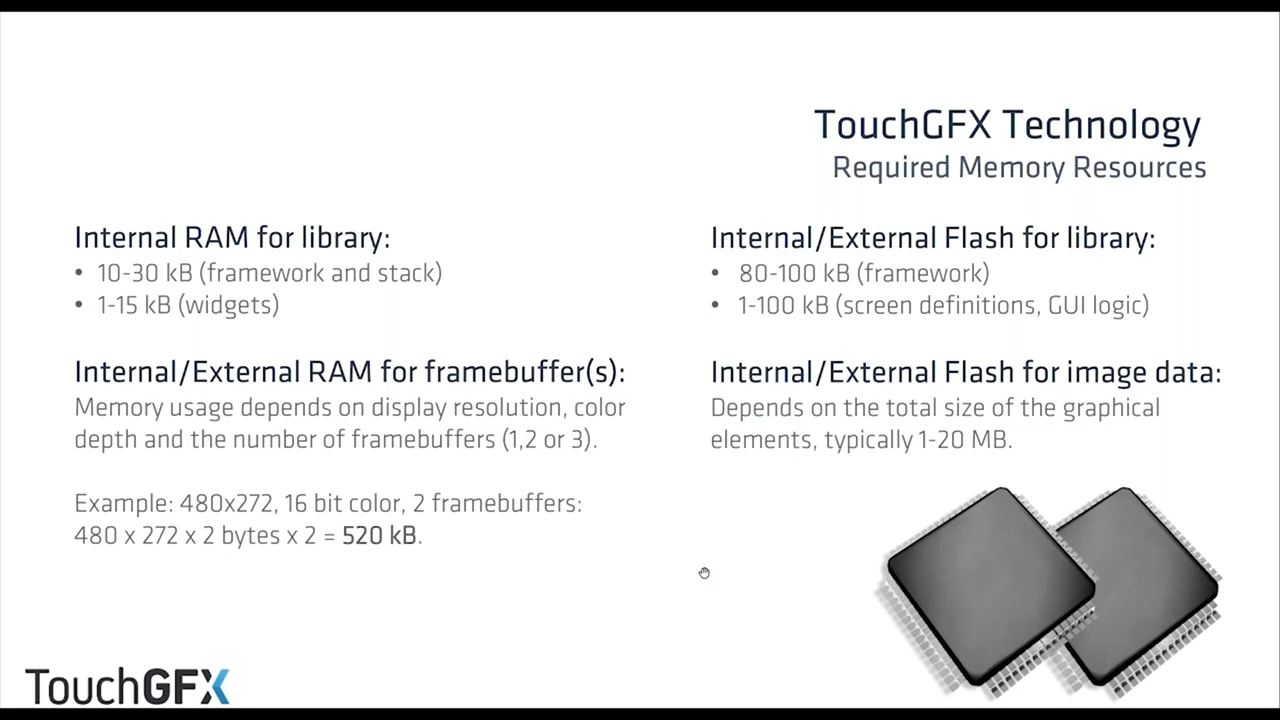 TouchGFX Technology
Required Memory Resources
Internal RAM for library:
• 10-30 kB (framework and stack)
• 1-15 kB (widgets)
Internal/External RAM for framebuffer(s):
Memory usage depends on display resolution, color
depth and the number of framebuffers (1,2 or 3).
Example: 480x272, 16 bit color, 2 framebuffers:
480 x 272 x 2 bytes x 2 = 520 kB.
Internal/External Flash for library:
• 80-100 kB (framework)
• 1-100 kB (screen definitions, GUI logic)
Internal/External Flash for image data:
Depends on the total size of the graphical
elements, typically 1-20 MB.
TouchGFX